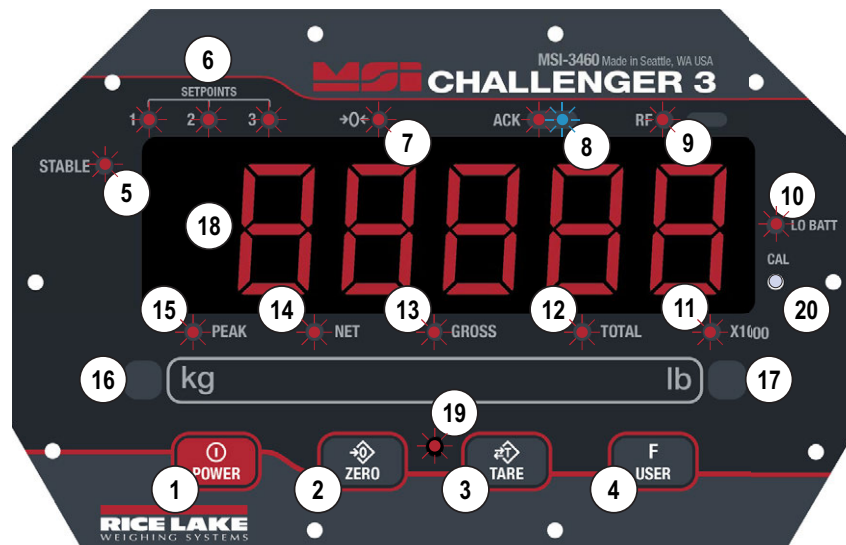 6
SETPOINTS
MSi
MSI-3460 Made in Seattle, WA USA
CHALLENGER 3
1 2 3 →0← ACK RF
7 8 9
STABLE
5
18
88888
10
LO BATT
CAL
20
15 14 13 12 11
PEAK NET GROSS TOTAL X1000
16 kg lb 17
19
POWER ZERO T TARE F USER
1 2 3 4
RICE LAKE
WEIGHING SYSTEMS